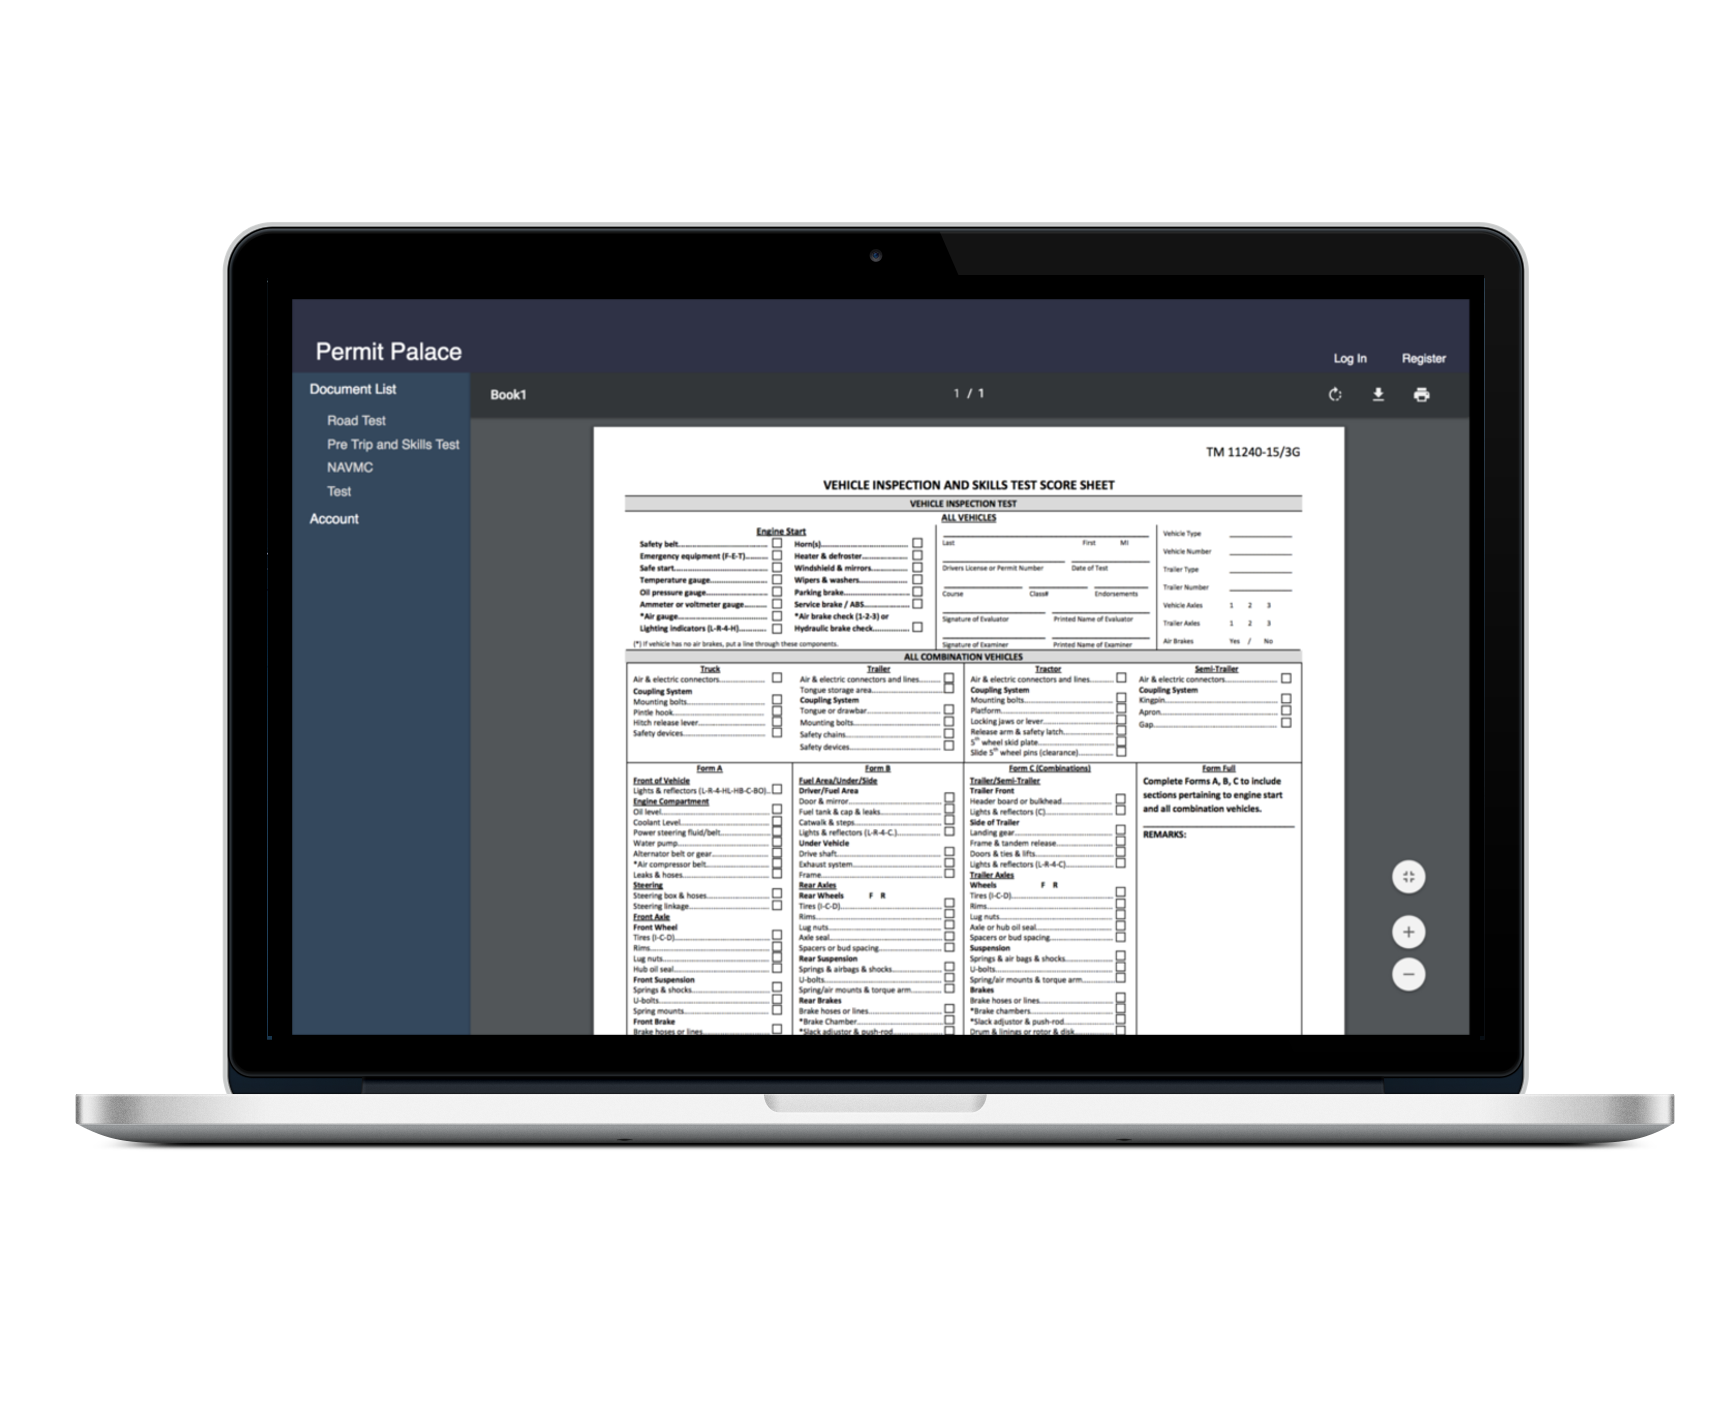 Permit Palace
Log In
Register
Document List
Road Test
Pre Trip and Skills Test
NAVMC
Test
Account
Book1
1 / 1
TM 11240-15/3G
VEHICLE INSPECTION AND SKILLS TEST SCORE SHEET
VEHICLE INSPECTION TEST
ALL VEHICLES
Engine Start
Safety belt
Emergency equipment (F-E-T)
Safe start
Temperature gauge
Oil pressure gauge
Ammeter or voltmeter gauge
*Air gauge
Lighting indicators (L-R-4-H)
Horn(s)
Heater & defroster
Windshield & mirrors
Wipers & washers
Parking brake
Service brake / ABS
*Air brake check (1-2-3) or
Hydraulic brake check
(*) If vehicle has no air brakes, put a line through these components.
Last First MI
Drivers License or Permit Number Date of Test
Course Class# Endorsements
Signature of Evaluator Printed Name of Evaluator
Signature of Examiner Printed Name of Examiner
Vehicle Type
Vehicle Number
Trailer Type
Trailer Number
Vehicle Axles 1 2 3
Trailer Axles 1 2 3
Air Brakes Yes / No
ALL COMBINATION VEHICLES
Truck
Air & electric connectors
Coupling System
Mounting bolts
Pintle hook
Hitch release lever
Safety devices
Trailer
Air & electric connectors and lines
Tongue storage area
Coupling System
Tongue or drawbar
Mounting bolts
Safety chains
Safety devices
Tractor
Air & electric connectors and lines
Coupling System
Mounting bolts
Platform
Locking jaws or lever
Release arm & safety latch
5th wheel skid plate
Slide 5th wheel pins (clearance)
Semi-Trailer
Air & electric connectors
Coupling System
Kingpin
Apron
Gap
Form A
Front of Vehicle
Lights & reflectors (L-R-4-HL-HB-C-BO)
Engine Compartment
Oil level
Coolant Level
Power steering fluid/belt
Water pump
Alternator belt or gear
*Air compressor belt
Leaks & hoses
Steering
Steering box & hoses
Steering linkage
Front Axle
Front Wheel
Tires (I-C-D)
Rims
Lug nuts
Hub oil seal
Front Suspension
Springs & shocks
U-bolts
Spring mounts
Front Brake
Brake hoses or lines
Form B
Fuel Area/Under/Side
Driver/Fuel Area
Door & mirror
Fuel tank & cap & leaks
Catwalk & steps
Lights & reflectors (L-R-4-C.)
Under Vehicle
Drive shaft
Exhaust system
Frame
Rear Axles
Rear Wheels F R
Tires (I-C-D)
Rims
Lug nuts
Axle seal
Spacers or bud spacing
Rear Suspension
Springs & airbags & shocks
U-bolts
Spring/air mounts & torque arm
Rear Brakes
Brake hoses or lines
*Brake Chamber
*Slack adjustor & push-rod
Form C (Combinations)
Trailer/Semi-Trailer
Trailer Front
Header board or bulkhead
Lights & reflectors (C)
Side of Trailer
Landing gear
Frame & tandem release
Doors & ties & lifts
Lights & reflectors (L-R-4-C)
Trailer Axles
Wheels F R
Tires (I-C-D)
Rims
Lug nuts
Axle or hub oil seal
Spacers or bud spacing
Suspension
Springs & air bags & shocks
U-bolts
Spring/air mounts & torque arm
Brakes
Brake hoses or lines
*Brake chambers
*Slack adjustor & push-rod
Drum & linings or rotor & disk
Form Full
Complete Forms A, B, C to include
sections pertaining to engine start
and all combination vehicles.
REMARKS: